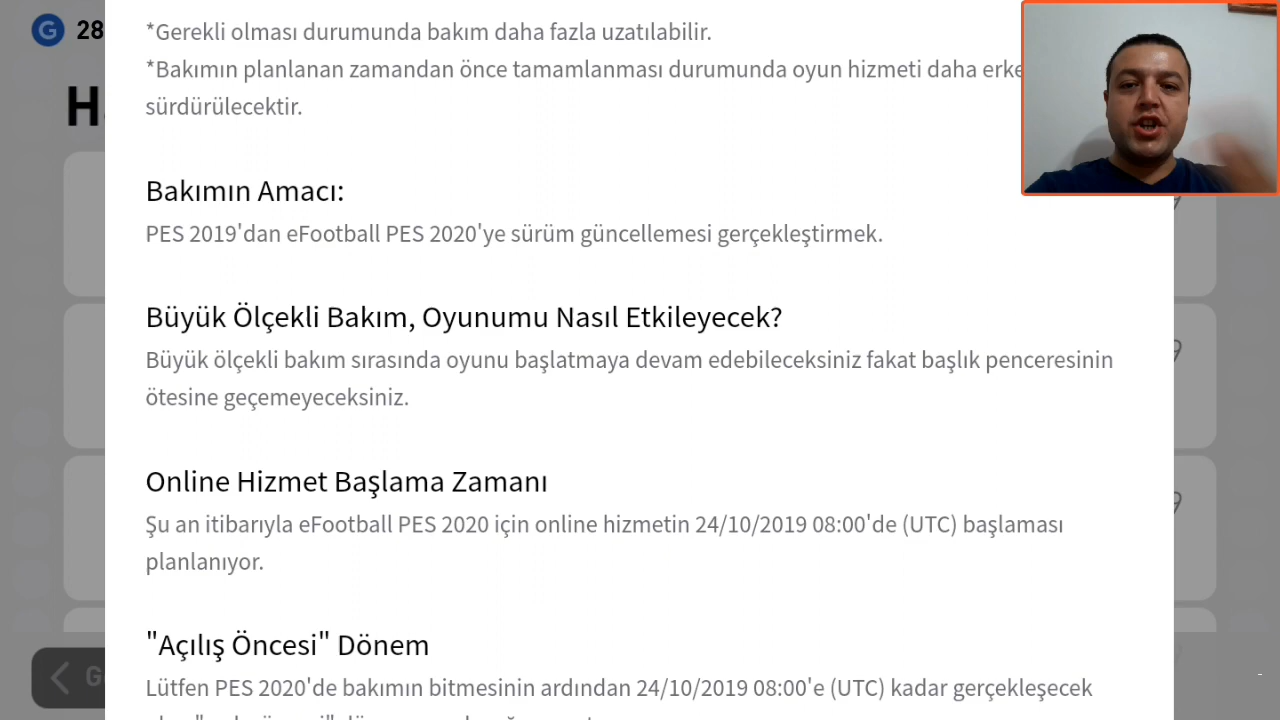 G 28
*Gerekli olması durumunda bakım daha fazla uzatılabilir.
*Bakımın planlanan zamandan önce tamamlanması durumunda oyun hizmeti daha
sürdürülecektir.
Bakımın Amacı:
PES 2019'dan eFootball PES 2020'ye sürüm güncellemesi gerçekleştirmek.
Büyük Ölçekli Bakım, Oyunumu Nasıl Etkileyecek?
Büyük ölçekli bakım sırasında oyunu başlatmaya devam edebileceksiniz fakat başlık penceresinin
ötesine geçemeyeceksiniz.
Online Hizmet Başlama Zamanı
Şu an itibarıyla eFootball PES 2020 için online hizmetin 24/10/2019 08:00'de (UTC) başlaması
planlanıyor.
"Açılış Öncesi" Dönem
Lütfen PES 2020'de bakımın bitmesinin ardından 24/10/2019 08:00'e (UTC) kadar gerçekleşecek